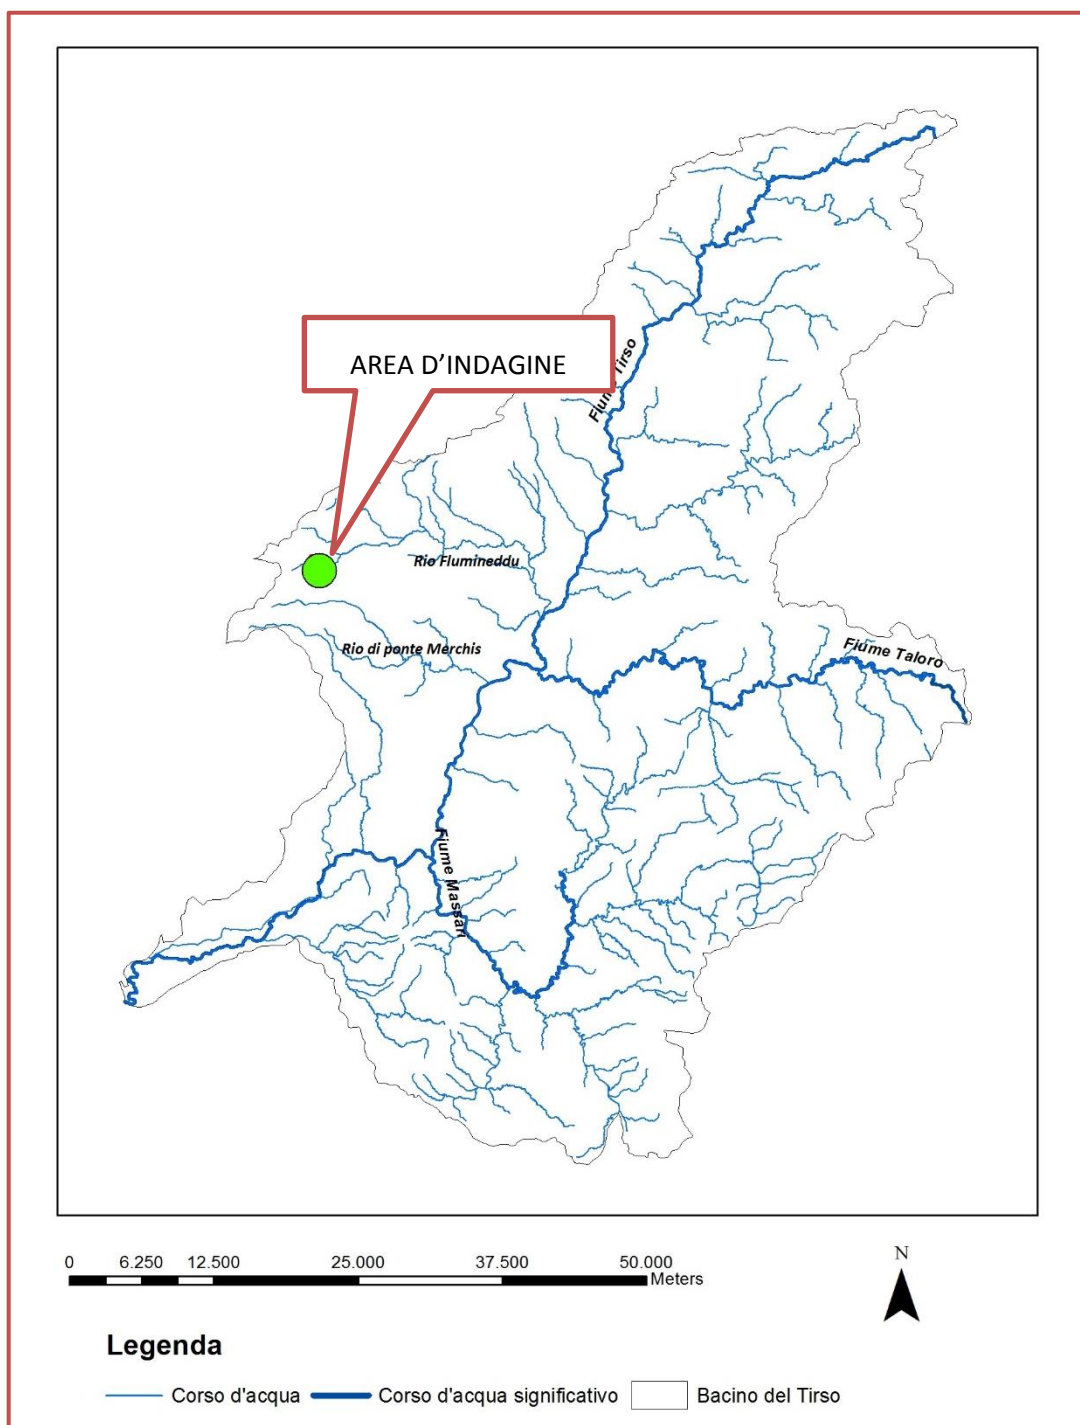 AREA D'INDAGINE
Fiume Tirso
Rio Flumineddu
Rio di ponte Merchis
Fiume Taloro
Fiume Massari
0 6.250 12.500 25.000 37.500 50.000
Meters
N
Legenda
Corso d'acqua Corso d'acqua significativo Bacino del Tirso